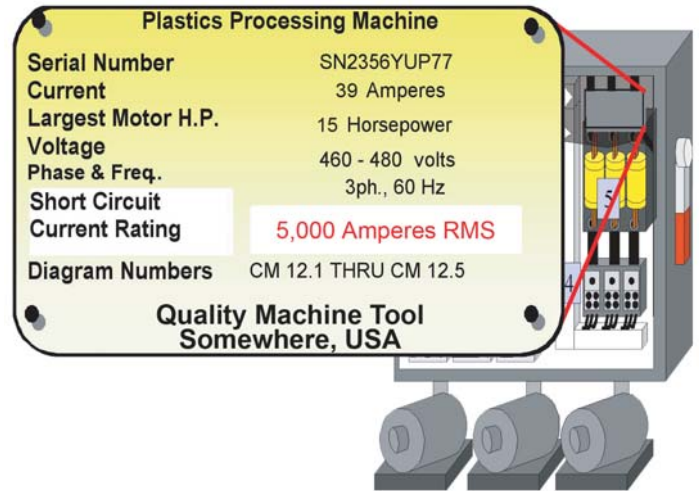 Plastics Processing Machine
Serial Number SN2356YUP77
Current 39 Amperes
Largest Motor H.P. 15 Horsepower
Voltage 460 - 480 volts
Phase & Freq. 3ph., 60 Hz
Short Circuit
Current Rating 5,000 Amperes RMS
Diagram Numbers CM 12.1 THRU CM 12.5
Quality Machine Tool
Somewhere, USA
5
4